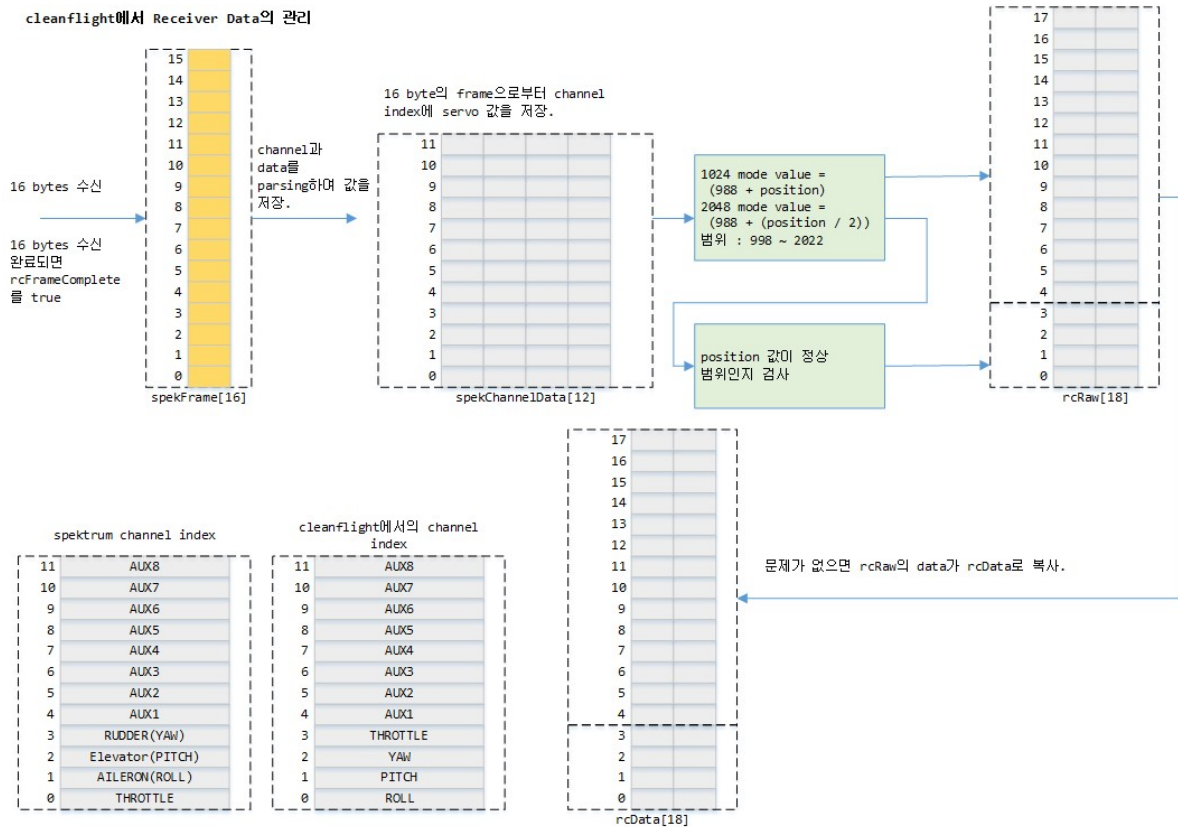 cleanflight에서 Receiver Data의 관리
15
14
13
12
11
10
9
8
7
6
5
4
3
2
1
0
spekFrame[16]
16 bytes 수신
16 bytes 수신
완료되면
rcFrameComplete
를 true
channel과
data를
parsing하며 값을
저장.
16 byte의 frame으로부터 channel
index에 servo 값을 저장.
11
10
9
8
7
6
5
4
3
2
1
0
spekChannelData[12]
1024 mode value =
(988 + position)
2048 mode value =
(988 + (position / 2))
범위 : 998 ~ 2022
position 값이 정상
범위인지 검사
17
16
15
14
13
12
11
10
9
8
7
6
5
4
3
2
1
0
rcRaw[18]
문제가 없으면 rcRaw의 data가 rcData로 복사.
17
16
15
14
13
12
11
10
9
8
7
6
5
4
3
2
1
0
rcData[18]
spektrum channel index
11 AUX8
10 AUX7
9 AUX6
8 AUX5
7 AUX4
6 AUX3
5 AUX2
4 AUX1
3 RUDDER(YAW)
2 Elevator(PITCH)
1 AILERON(ROLL)
0 THROTTLE
cleanflight에서의 channel
index
11 AUX8
10 AUX7
9 AUX6
8 AUX5
7 AUX4
6 AUX3
5 AUX2
4 AUX1
3 THROTTLE
2 YAW
1 PITCH
0 ROLL